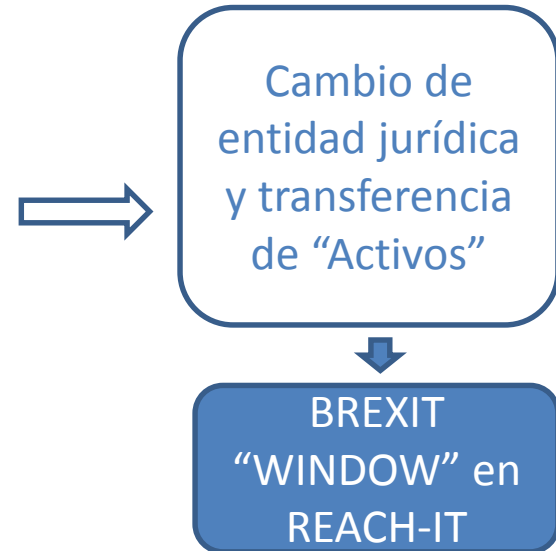 Cambio de
entidad jurídica
y transferencia
de “Activos”
BREXIT
“WINDOW” en
REACH-IT